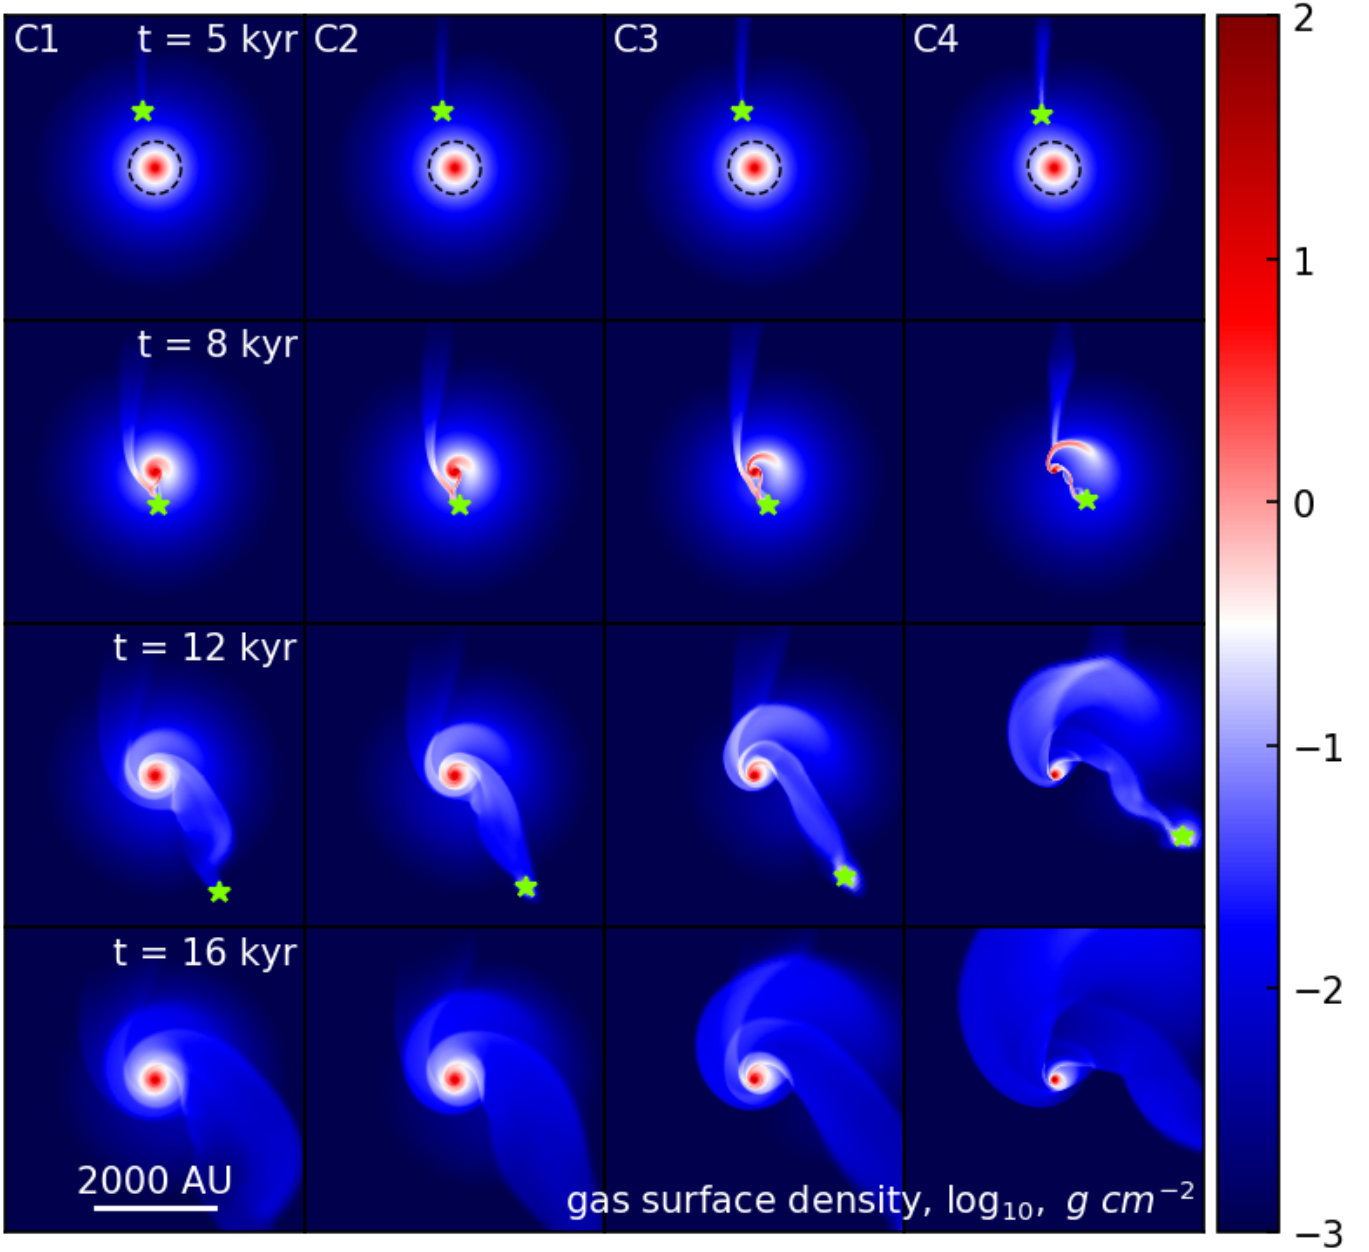 C1 t = 5 kyr C2 C3 C4
t = 8 kyr
t = 12 kyr
t = 16 kyr
2000 AU
gas surface density, log₁₀, g cm⁻²
2
1
0
−1
−2
−3